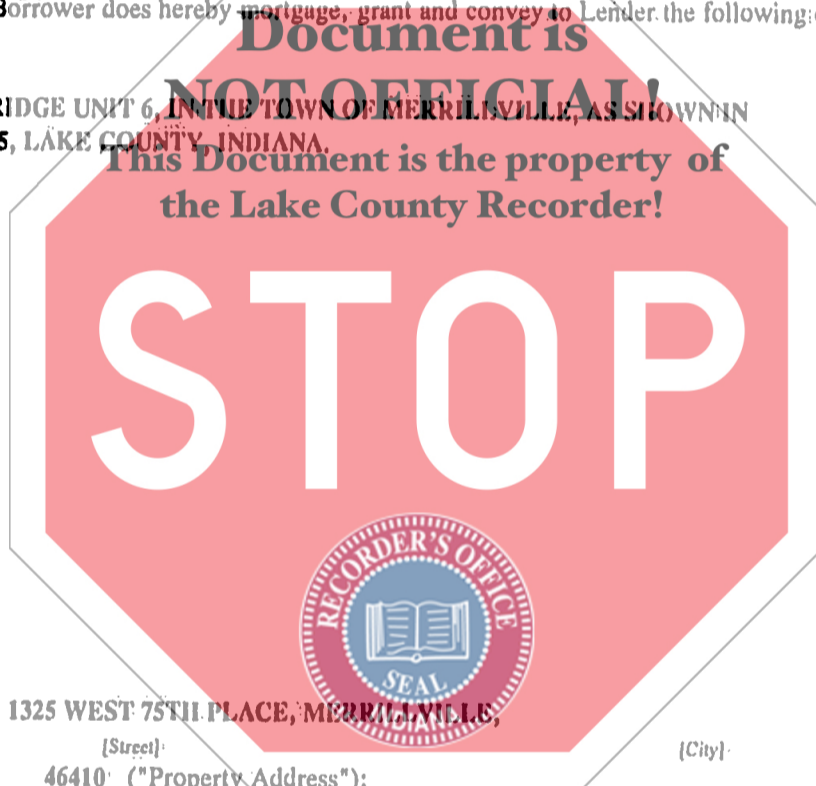 Borrower does hereby mortgage, grant and convey to Lender the following
Document is
NOT OFFICIAL!
IDGE UNIT 6, IN THE TOWN OF MERRILLVILLE, AS SHOWN IN
5, LAKE COUNTY, INDIANA.
This Document is the property of
the Lake County Recorder!
STOP
RECORDER'S OFFICE
SEAL
INDIANA
1325 WEST 75TH PLACE, MERRILLVILLE,
[Street] [City]
46410 ("Property Address"):